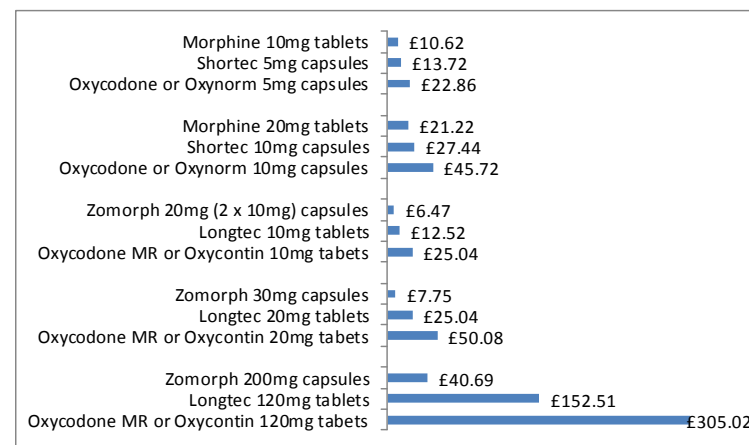 Morphine 10mg tablets £10.62
Shortec 5mg capsules £13.72
Oxycodone or Oxynorm 5mg capsules £22.86
Morphine 20mg tablets £21.22
Shortec 10mg capsules £27.44
Oxycodone or Oxynorm 10mg capsules £45.72
Zomorph 20mg (2 x 10mg) capsules £6.47
Longtec 10mg tablets £12.52
Oxycodone MR or Oxycontin 10mg tabets £25.04
Zomorph 30mg capsules £7.75
Longtec 20mg tablets £25.04
Oxycodone MR or Oxycontin 20mg tabets £50.08
Zomorph 200mg capsules £40.69
Longtec 120mg tablets £152.51
Oxycodone MR or Oxycontin 120mg tabets £305.02